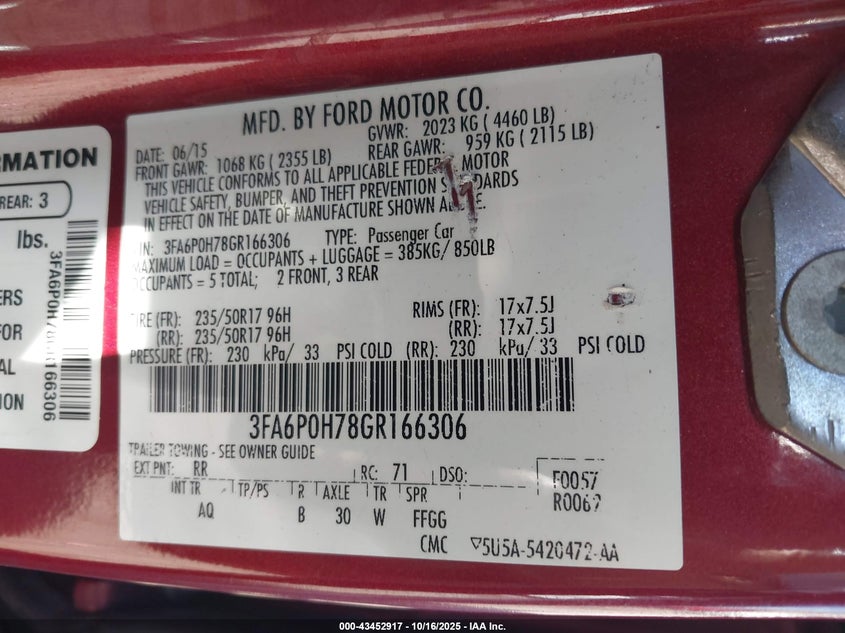 RMATION
REAR: 3
lbs.
ERS
FOR
AL
ION
MFD. BY FORD MOTOR CO.
DATE: 06/15 GVWR: 2023 KG ( 4460 LB)
FRONT GAWR: 1068 KG ( 2355 LB) REAR GAWR: 959 KG ( 2115 LB)
THIS VEHICLE CONFORMS TO ALL APPLICABLE MOTOR
VEHICLE SAFETY, BUMPER, AND THEFT PREVENTION
IN EFFECT ON THE DATE OF MANUFACTURE SHOWN
3FA6P0H78GR166306 TYPE: Passenger Car
MAXIMUM LOAD = OCCUPANTS + LUGGAGE = 385KG/ 850LB
OCCUPANTS = 5 TOTAL; 2 FRONT, 3 REAR
(FR): 235/50R17 96H RIMS (FR): 17x7.5J
(RR): 235/50R17 96H (RR): 17x7.5J
PRESSURE (FR): 230 kPa/ 33 PSI COLD (RR): 230 kPa/ 33 PSI COLD
3FA6P0H78GR166306
TRAILER TOWING - SEE OWNER GUIDE
EXT PNT: RR RC: 71 DSO: F0057
INT TR TP/PS R AXLE TR SPR R0069
AQ B 30 W FFGG
CMC ▽5U5A-5420472-AA
000-43452917 - 10/16/2025 - IAA Inc.